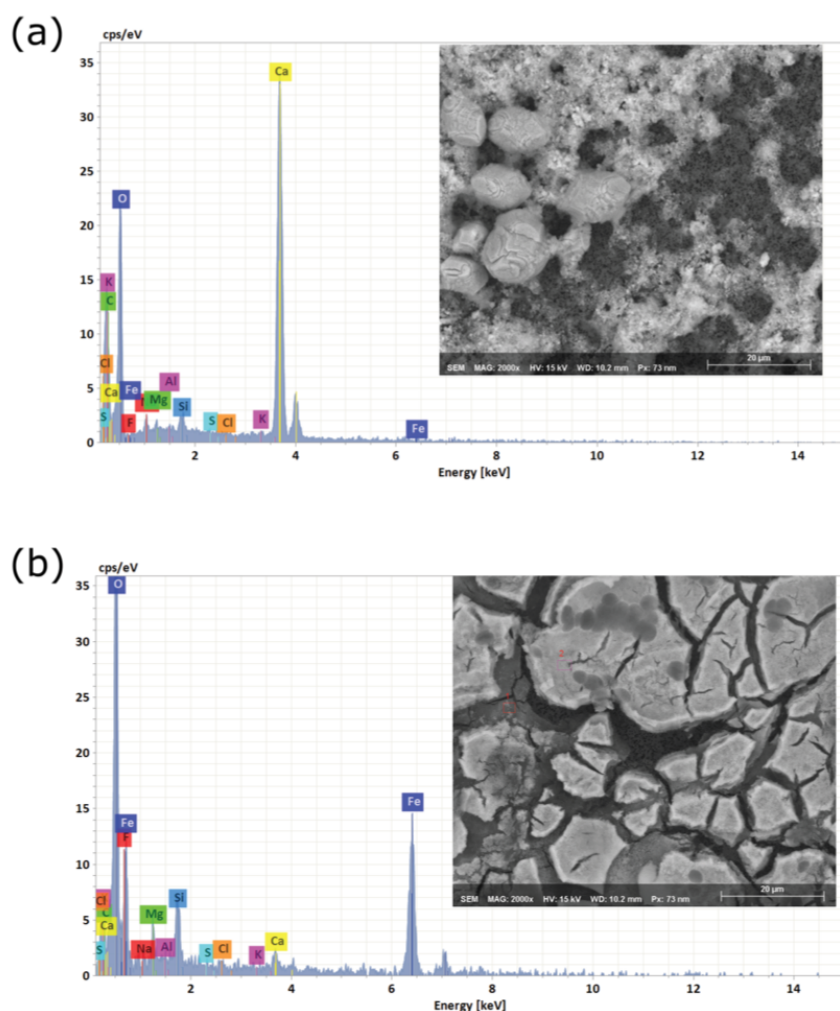 (a)
cps/eV
35
30
25
20
15
10
5
0
Ca
O
K
C
Cl
Ca
S
Fe
F
Mg
Al
Si
S
Cl
K
Fe
2 4 6 8 10 12 14
Energy [keV]
SEM MAG: 2000x HV: 15 kV WD: 10.2 mm Px: 73 nm
20 µm
(b)
cps/eV
35
30
25
20
15
10
5
0
O
Fe
F
Cl
Ca
S
Na
Mg
Al
Si
S
Cl
K
Ca
Fe
2 4 6 8 10 12 14
Energy [keV]
2
SEM MAG: 2000x HV: 15 kV WD: 10.2 mm Px: 73 nm
20 µm